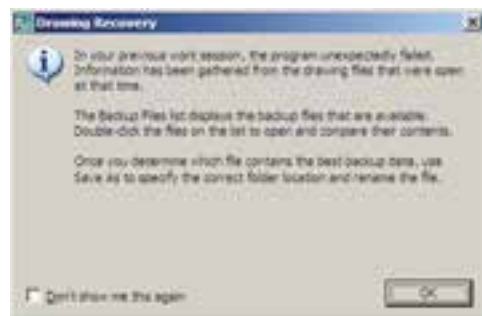 Drawing Recovery
In your previous work session, the program unexpectedly failed.
Information has been gathered from the drawing files that were open
at that time.
The Backup Files list displays the backup files that are available.
Double-click the files on the list to open and compare their contents.
Once you determine which file contains the best backup data, use
Save As to specify the correct folder location and rename the file.
Don't show me this again
OK